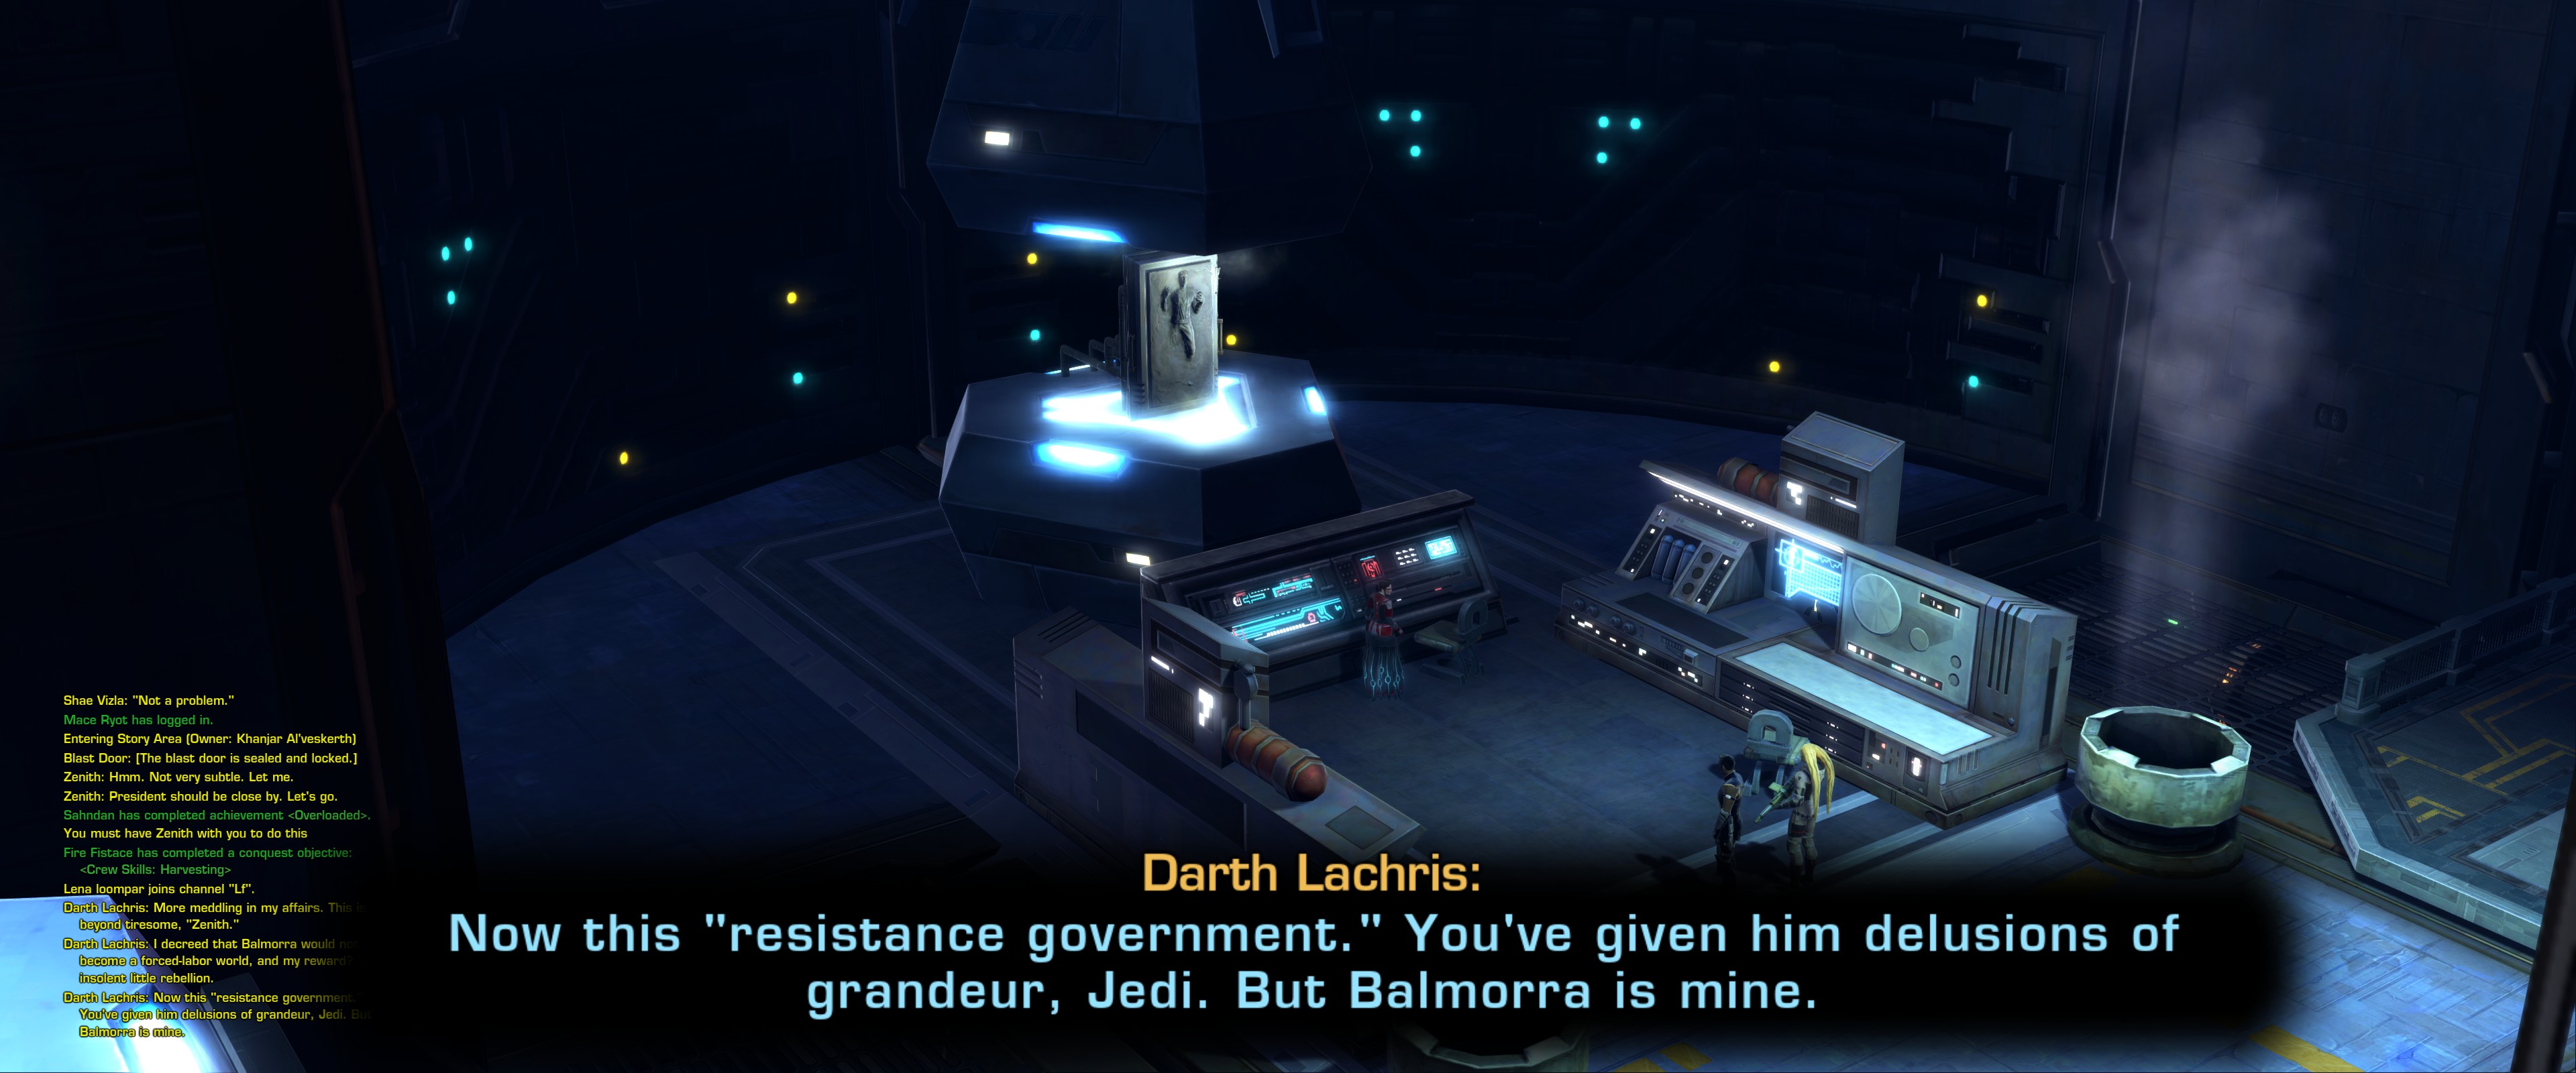 Shae Vizla: "Not a problem."
Mace Ryot has logged in.
Entering Story Area (Owner: Khanjar Al'veskerth)
Blast Door: [The blast door is sealed and locked.]
Zenith: Hmm. Not very subtle. Let me.
Zenith: President should be close by. Let's go.
Sahndan has completed achievement <Overloaded>.
You must have Zenith with you to do this
Fire Fistace has completed a conquest objective:
<Crew Skills: Harvesting>
Lena loompar joins channel "Lf".
Darth Lachris: More meddling in my affairs. This is
beyond tiresome, "Zenith."
Darth Lachris: I decreed that Balmorra would not
become a forced-labor world, and my reward?
insolent little rebellion.
Darth Lachris: Now this "resistance government."
You've given him delusions of grandeur, Jedi. But
Balmorra is mine.
Darth Lachris:
Now this "resistance government." You've given him delusions of
grandeur, Jedi. But Balmorra is mine.